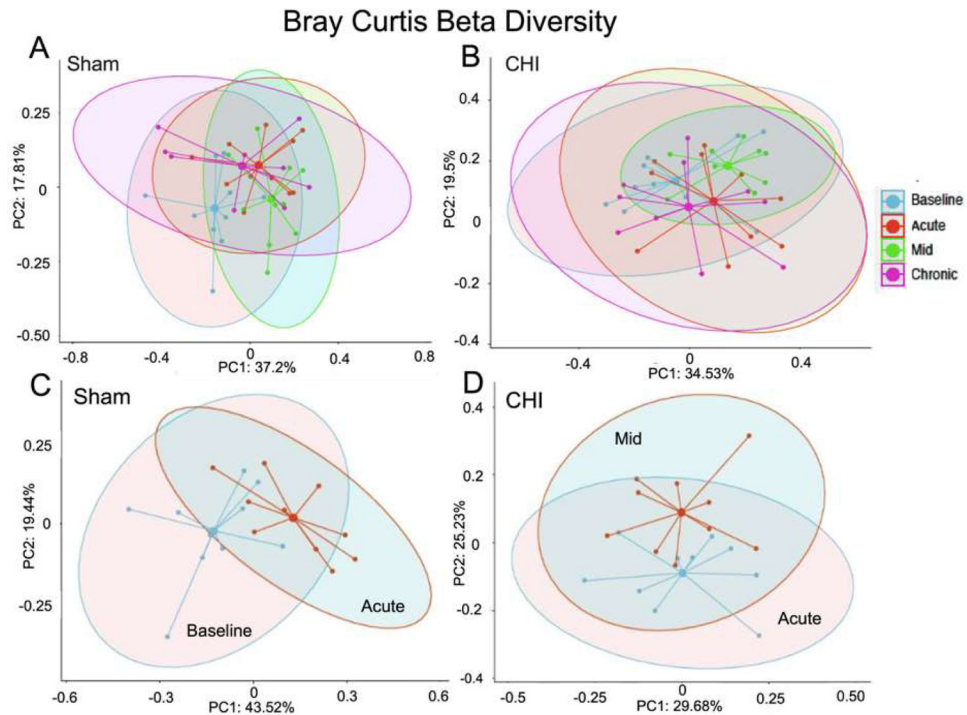 Bray Curtis Beta Diversity
A
Sham
PC2: 17.81%
0.25
0
-0.25
-0.50
-0.8
-0.4
0
0.4
0.8
PC1: 37.2%
B
CHI
PC2: 19.5%
0.4
0.2
0
-0.2
-0.4
-0.4
0
0.4
PC1: 34.53%
Baseline
Acute
Mid
Chronic
C
Sham
PC2: 19.44%
0.25
0
-0.25
Baseline
Acute
-0.6
-0.3
0
0.3
0.6
PC1: 43.52%
D
CHI
PC2: 25.23%
0.4
0.2
0
-0.2
-0.4
Mid
Acute
-0.5
-0.25
0
0.25
0.50
PC1: 29.68%